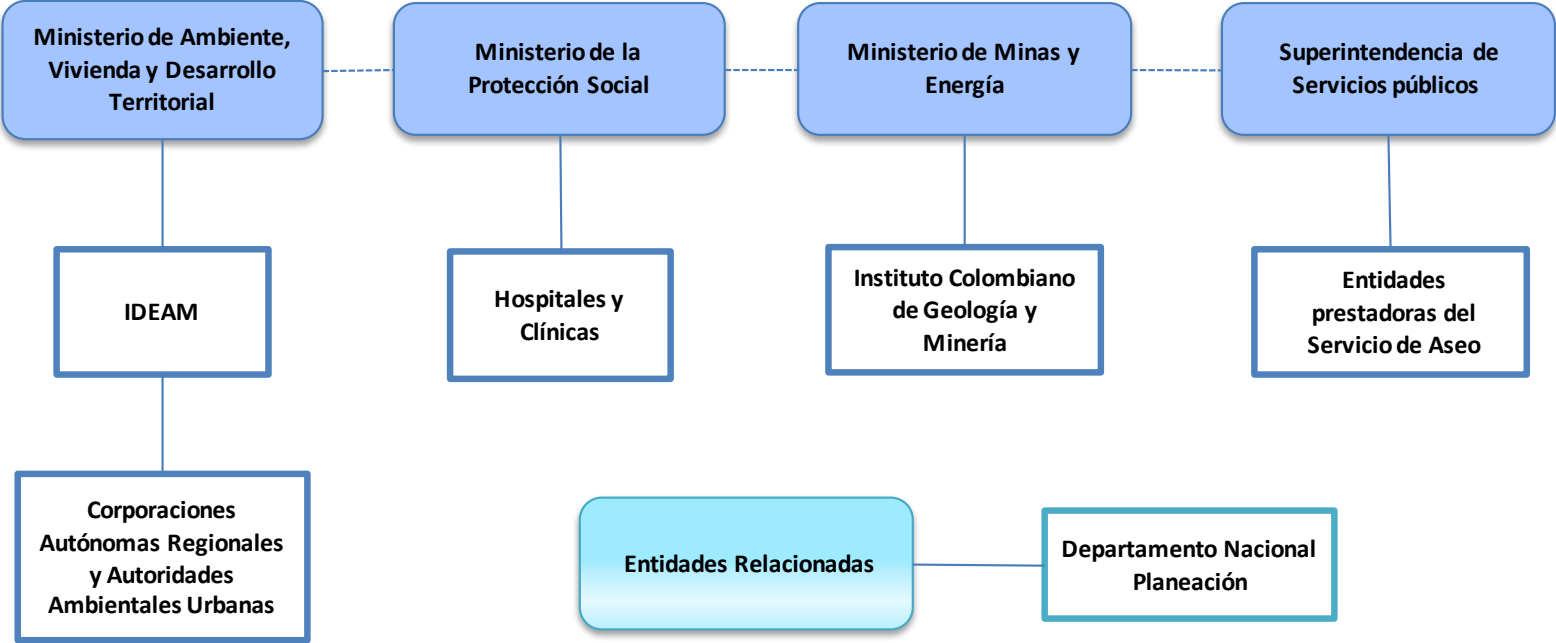 Ministerio de Ambiente,
Vivienda y Desarrollo
Territorial
Ministerio de la
Protección Social
Ministerio de Minas y
Energía
Superintendencia de
Servicios públicos
IDEAM
Hospitales y
Clínicas
Instituto Colombiano
de Geología y
Minería
Entidades
prestadoras del
Servicio de Aseo
Corporaciones
Autónomas Regionales
y Autoridades
Ambientales Urbanas
Entidades Relacionadas
Departamento Nacional
Planeación